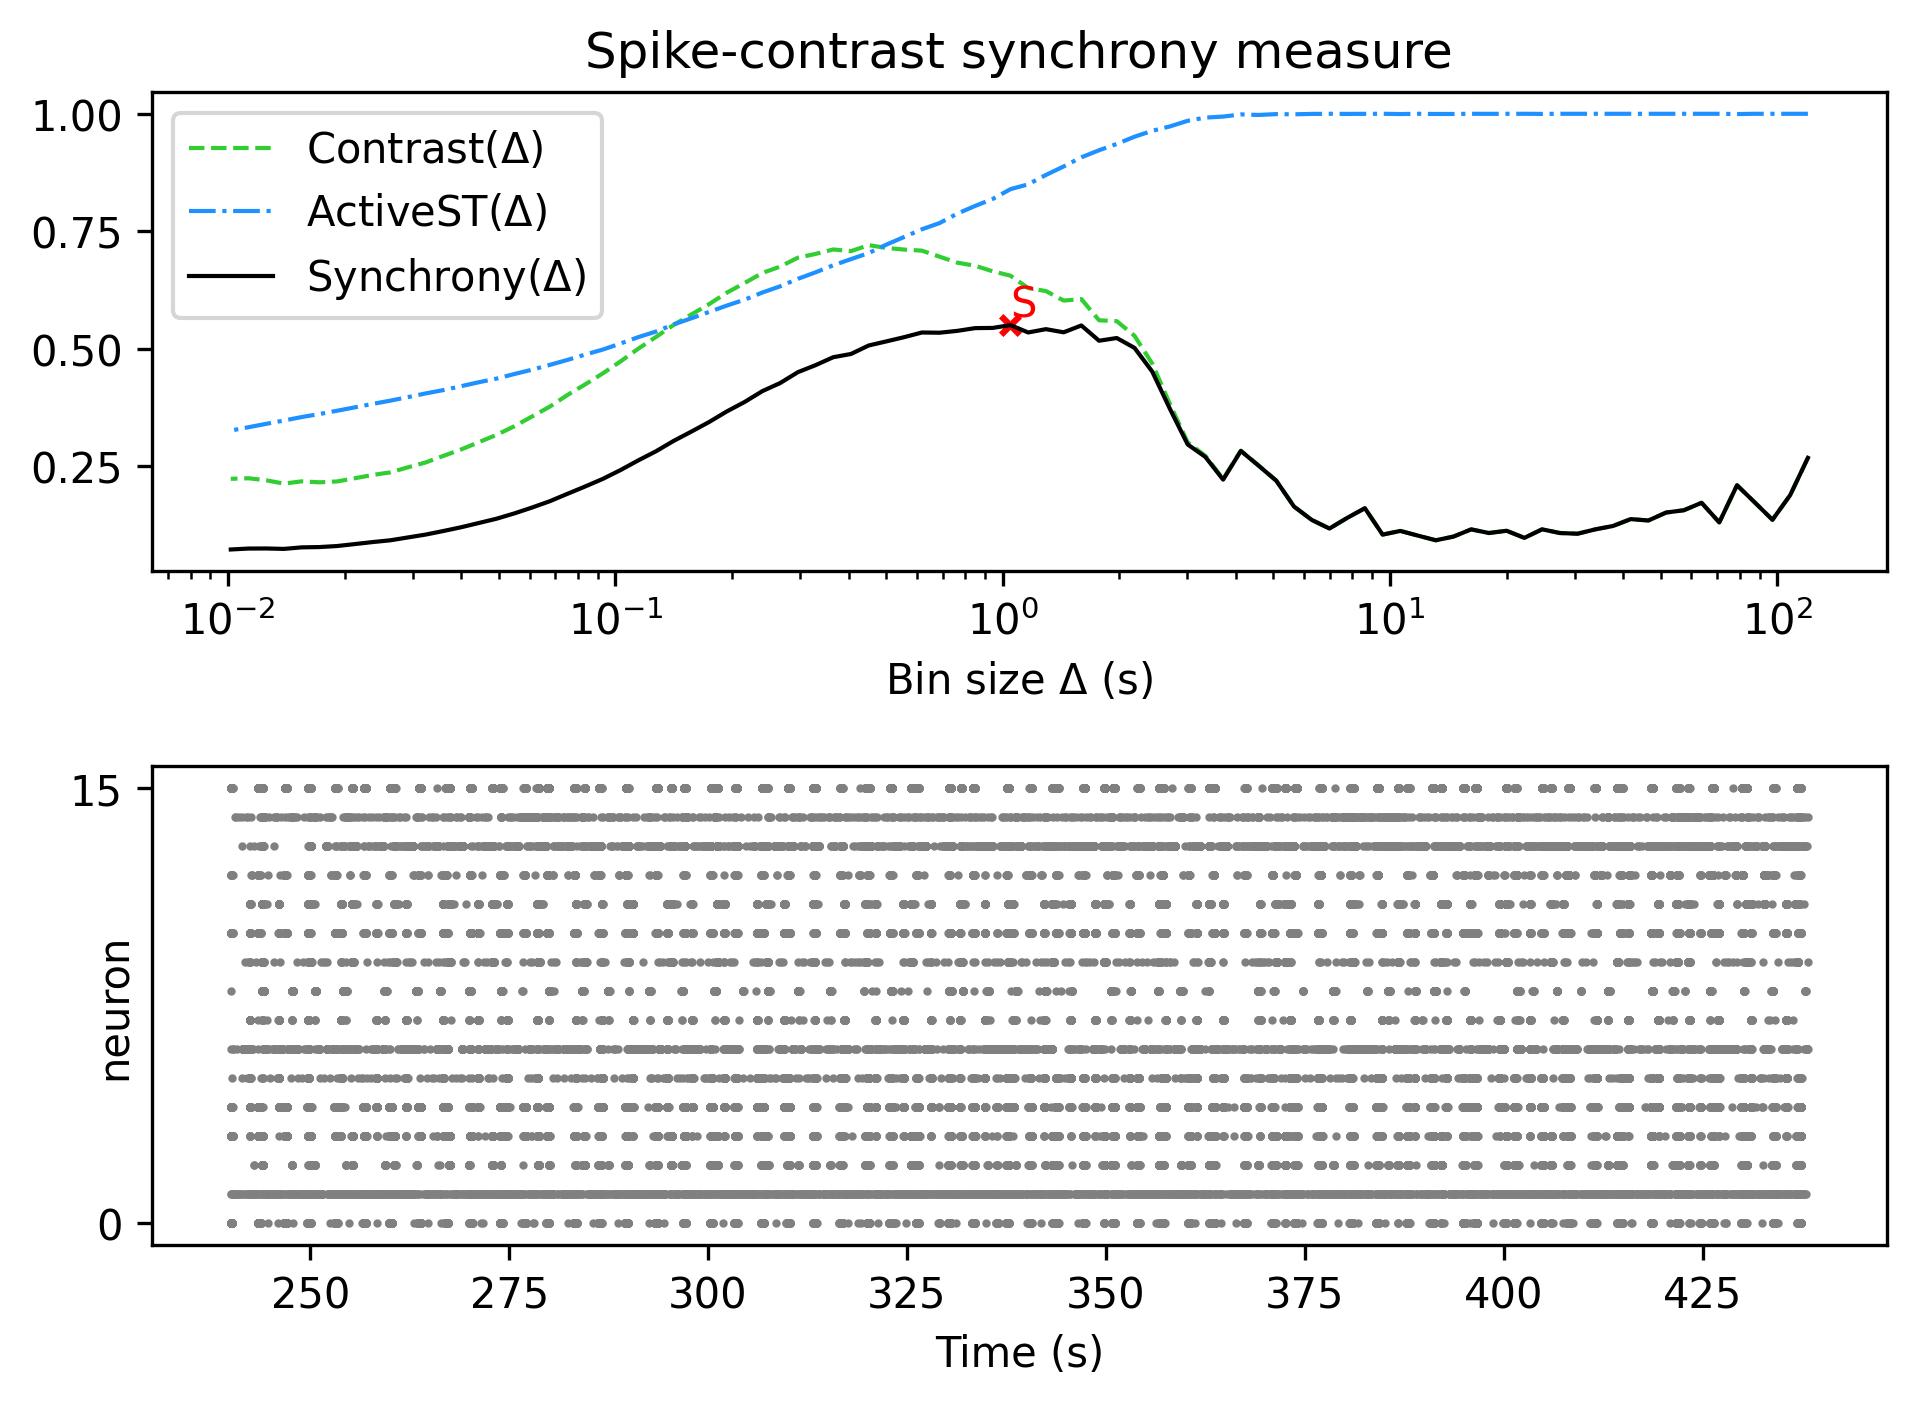 Spike-contrast synchrony measure
1.00
0.75
0.50
0.25
Contrast(Δ)
ActiveST(Δ)
Synchrony(Δ)
S
10⁻² 10⁻¹ 10⁰ 10¹ 10²
Bin size Δ (s)
15
0
neuron
250 275 300 325 350 375 400 425
Time (s)